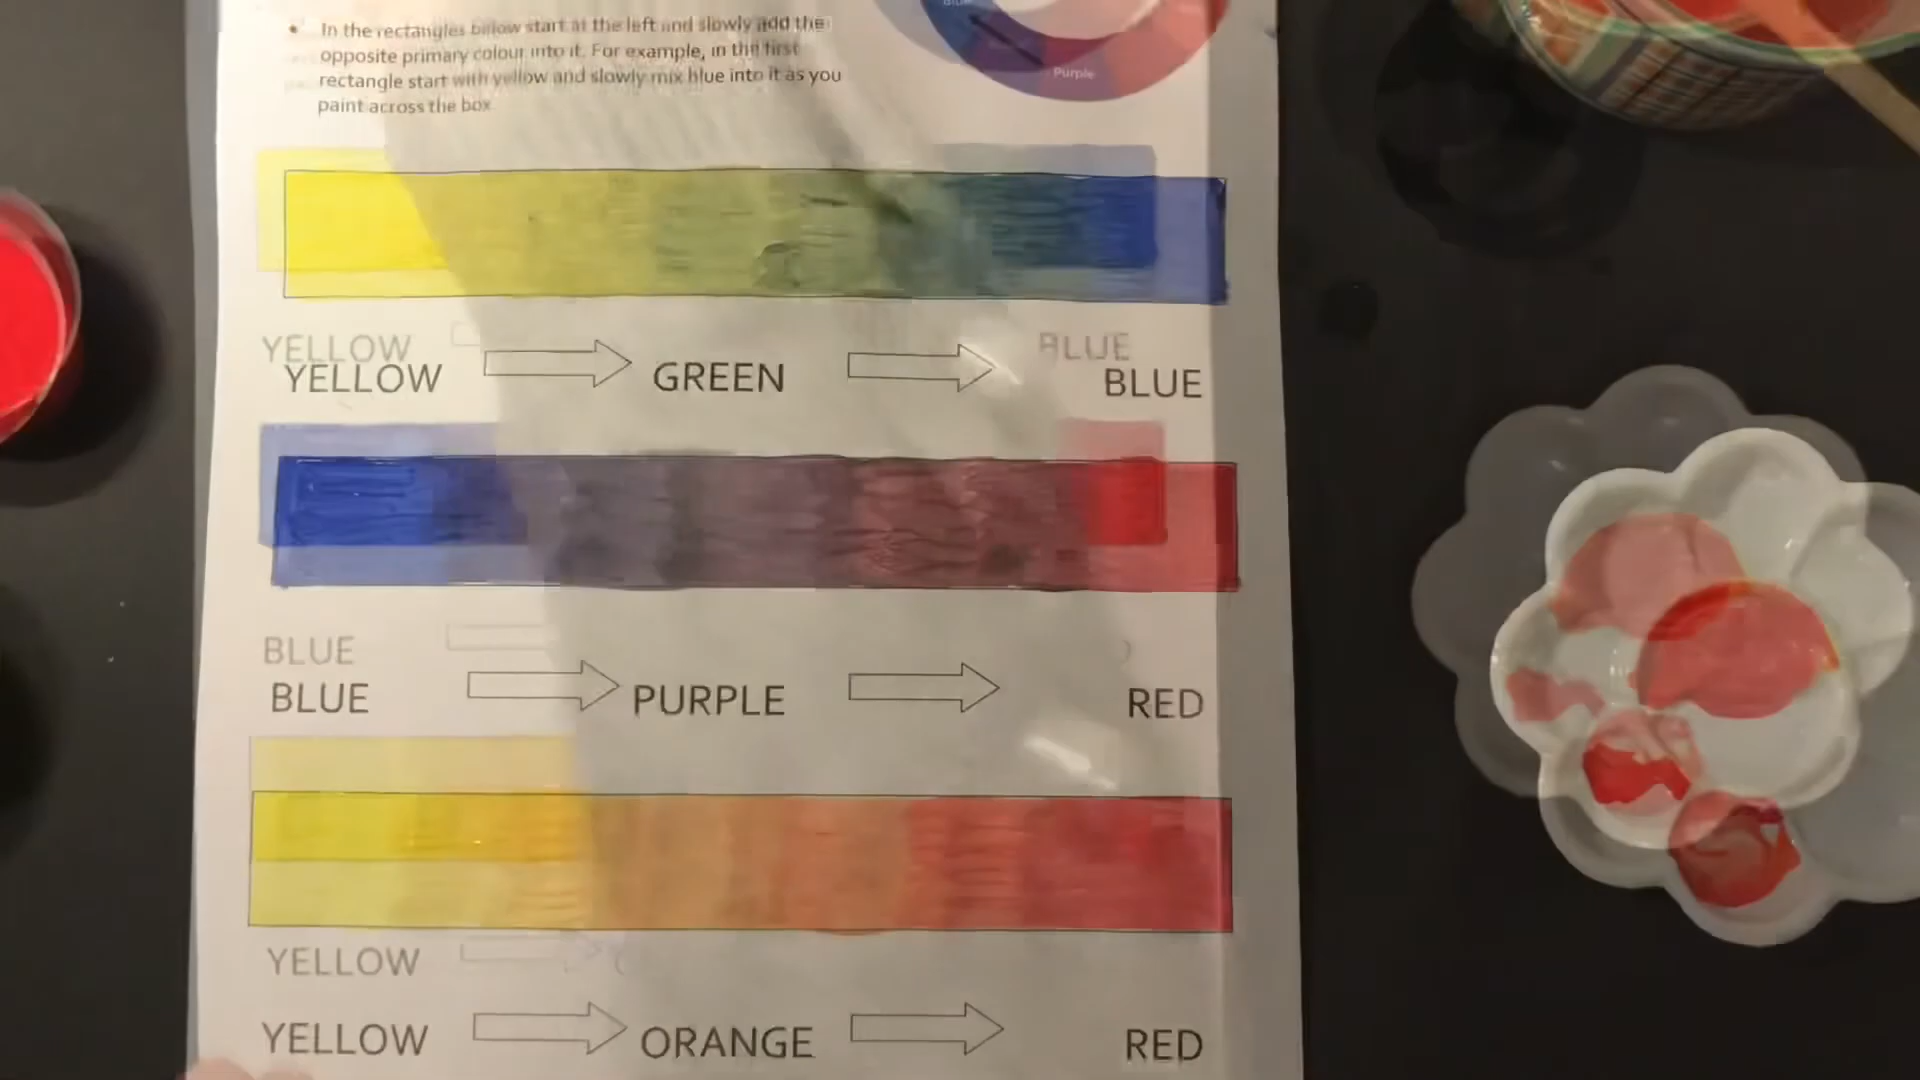 • In the rectangles below start at the left and slowly add the
opposite primary colour into it. For example, in the first
rectangle start with yellow and slowly mix blue into it as you
paint across the box
Blue
Purple
YELLOW
BLUE
YELLOW
GREEN
BLUE
BLUE
BLUE
PURPLE
RED
YELLOW
YELLOW
ORANGE
RED